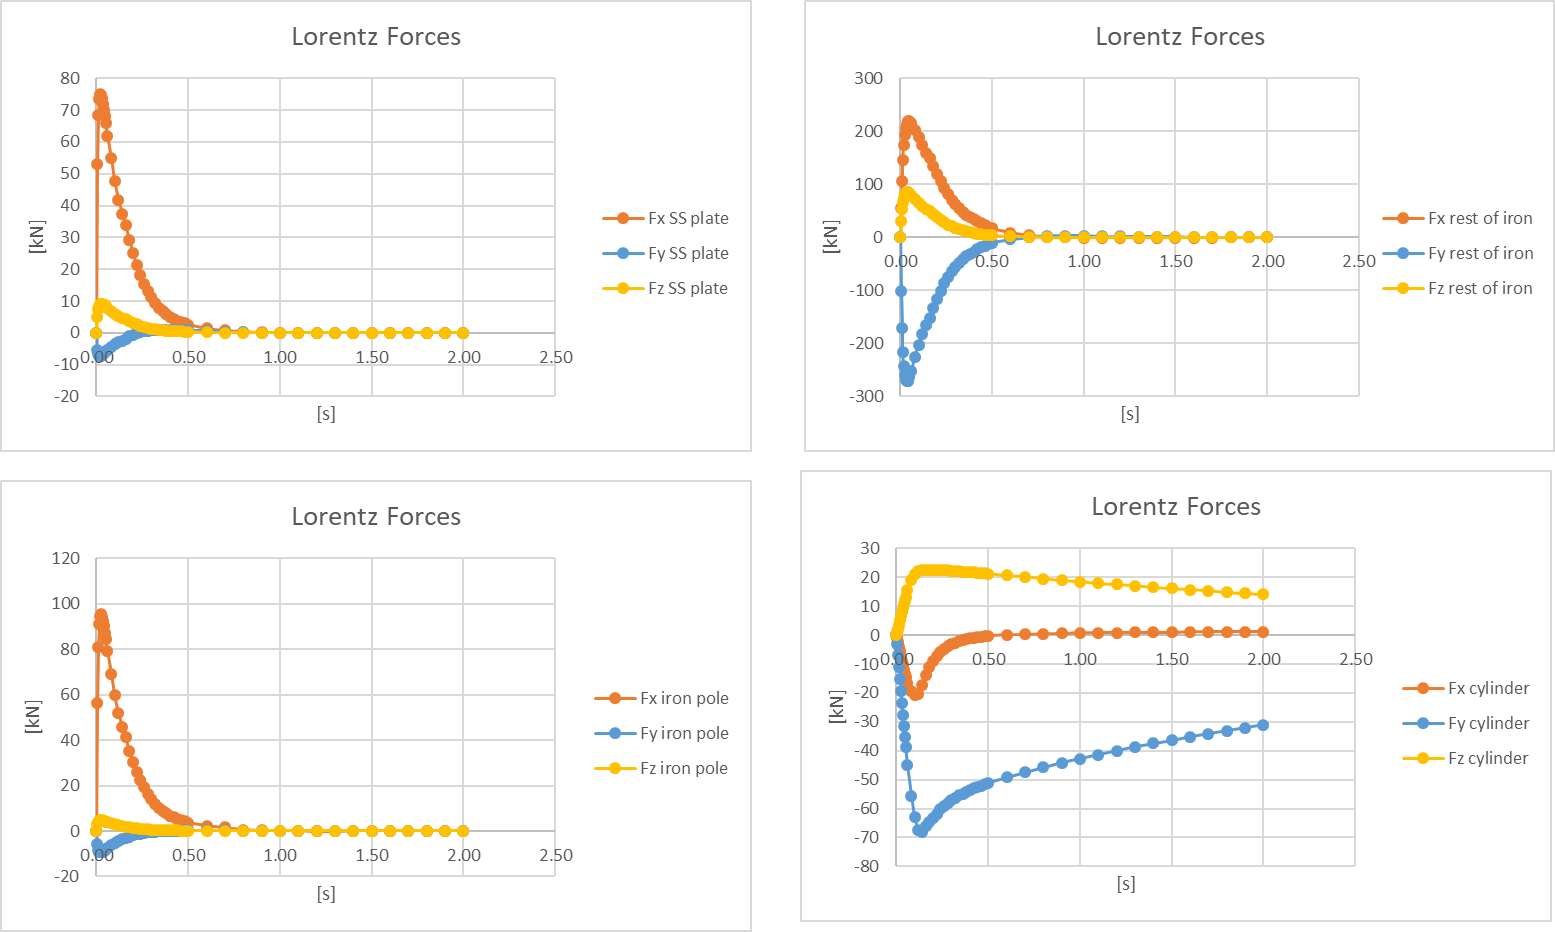 Lorentz Forces
[kN]
80
70
60
50
40
30
20
10
0
-10
-20
0.00 0.50 1.00 1.50 2.00 2.50
[s]
Fx SS plate
Fy SS plate
Fz SS plate
Lorentz Forces
[kN]
300
200
100
0
-100
-200
-300
0.00 0.50 1.00 1.50 2.00 2.50
[s]
Fx rest of iron
Fy rest of iron
Fz rest of iron
Lorentz Forces
[kN]
120
100
80
60
40
20
0
-20
0.00 0.50 1.00 1.50 2.00 2.50
[s]
Fx iron pole
Fy iron pole
Fz iron pole
Lorentz Forces
[kN]
30
20
10
0
-10
-20
-30
-40
-50
-60
-70
-80
0.00 0.50 1.00 1.50 2.00 2.50
[s]
Fx cylinder
Fy cylinder
Fz cylinder